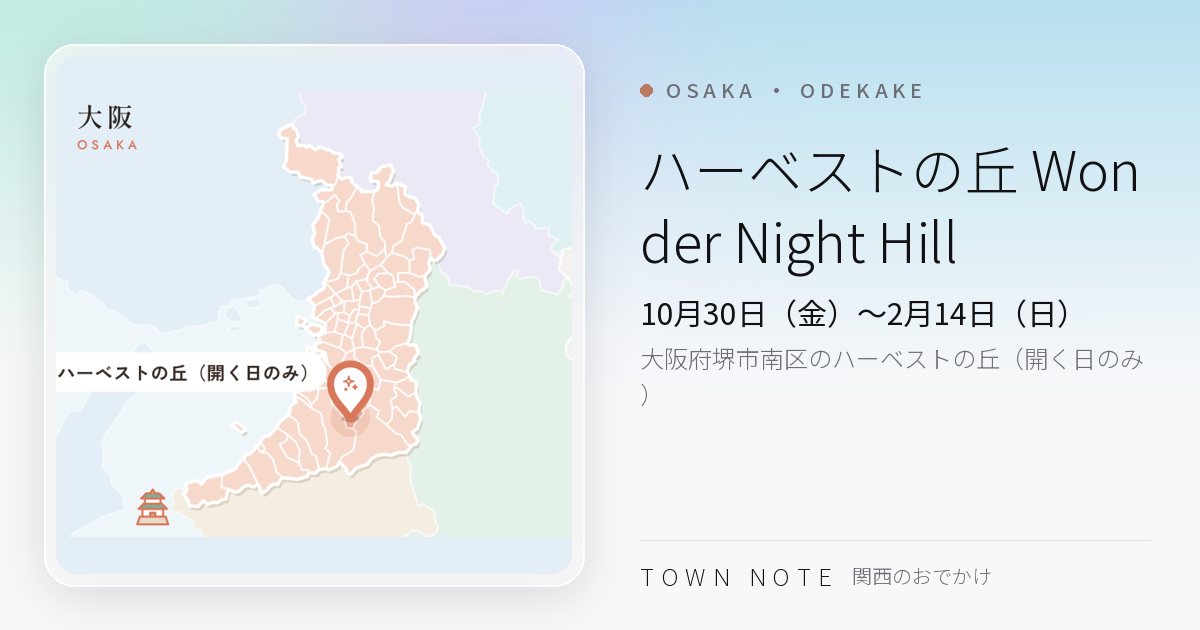 大阪
OSAKA
ハーベストの丘（開く日のみ）
OSAKA • ODEKAKE
ハーベストの丘 Won
der Night Hill
10月30日（金）〜2月14日（日）
大阪府堺市南区のハーベストの丘（開く日のみ
）
TOWN NOTE 関西のおでかけ